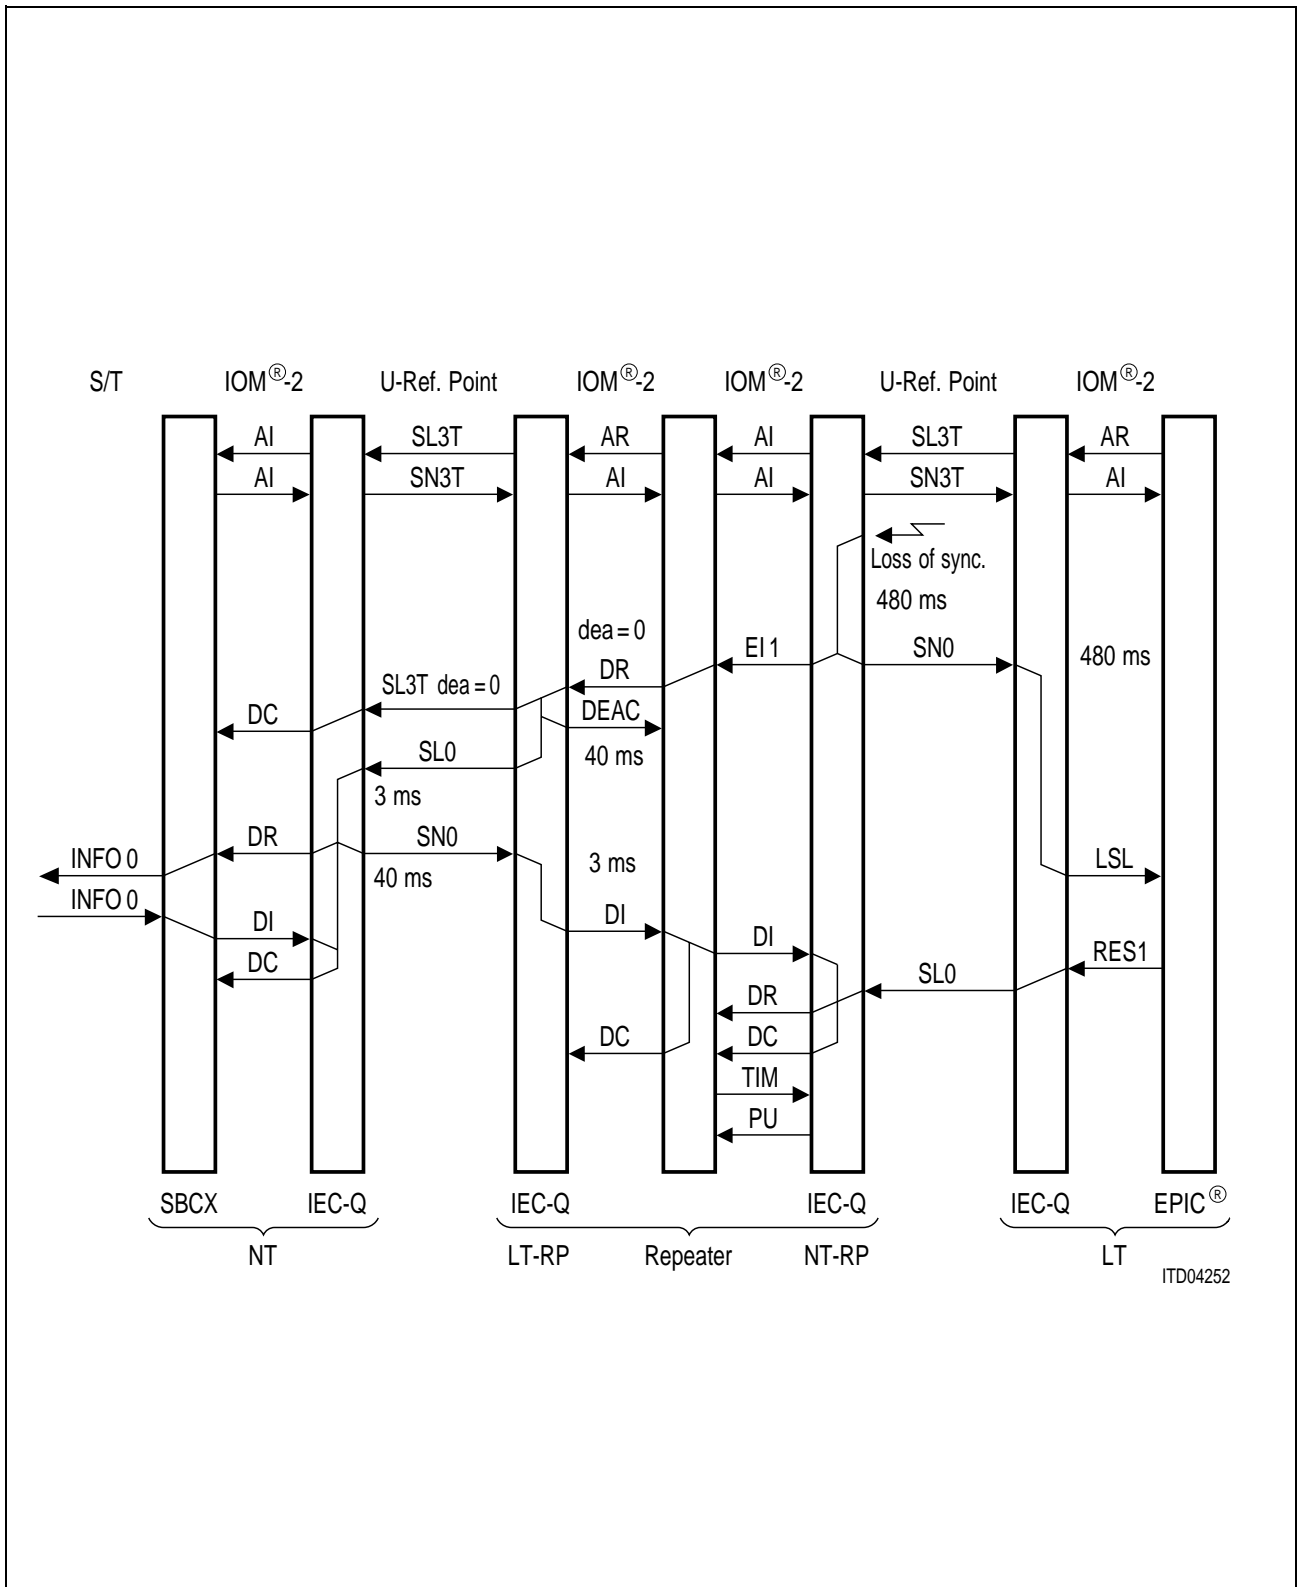 S/T IOM®-2 U-Ref. Point IOM®-2 IOM®-2 U-Ref. Point IOM®-2
AI SL3T AR AI SL3T AR
AI SN3T AI AI SN3T AI
Loss of sync.
480 ms
dea = 0
EI1 SN0 480 ms
DR
SL3T dea = 0
DC DEAC
SL0 40 ms
3 ms
DR SN0
INFO 0 40 ms 3 ms LSL
INFO 0 DI DI
DI RES1
DC SL0
DR
DC DC
TIM
PU
SBCX IEC-Q IEC-Q IEC-Q IEC-Q EPIC®
NT LT-RP Repeater NT-RP LT
ITD04252